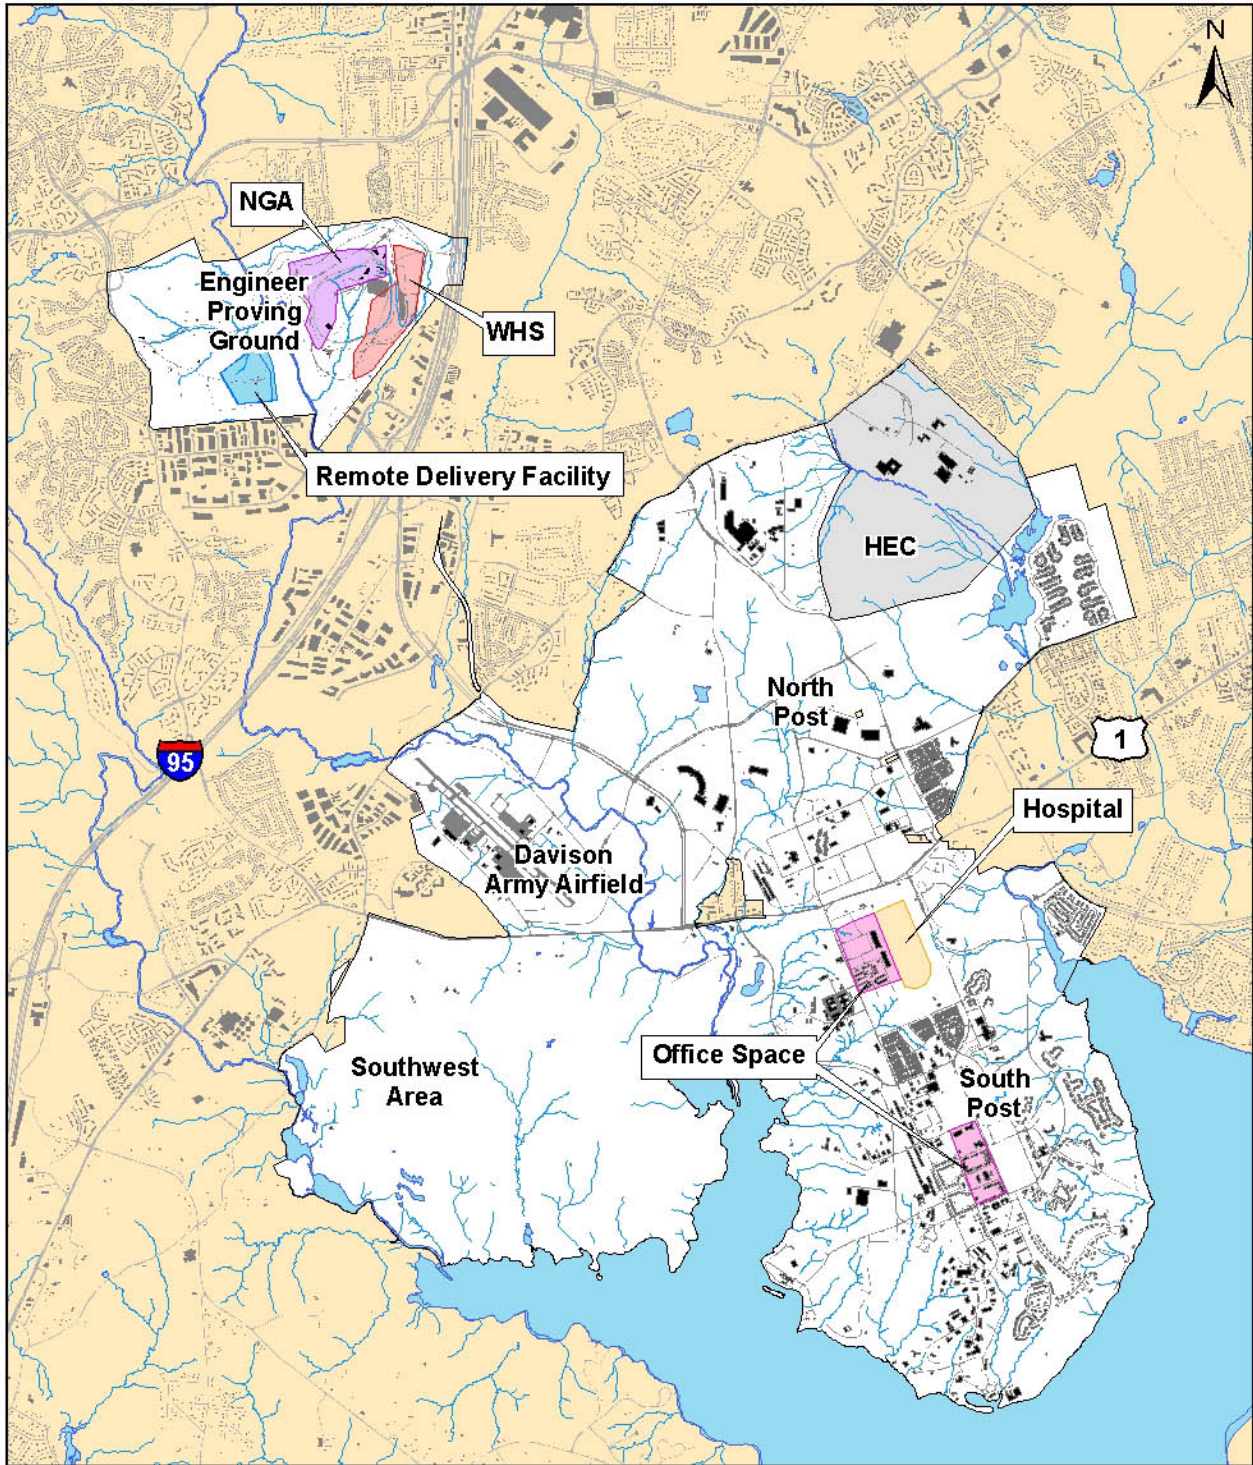 N
NGA
Engineer
Proving
Ground
WHS
Remote Delivery Facility
HEC
North
Post
1
95
Hospital
Davison
Army Airfield
Office Space
Southwest
Area
South
Post